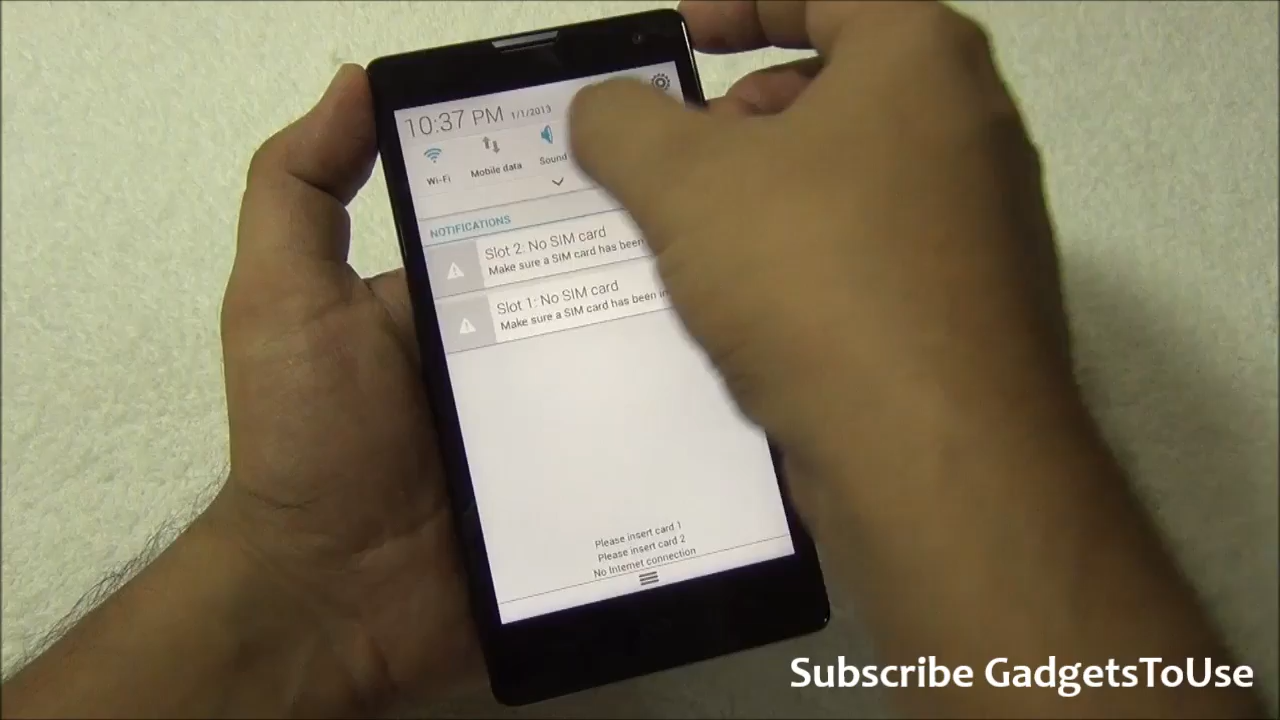 10:37 PM 1/1/2013
Wi-Fi Mobile data Sound
NOTIFICATIONS
Slot 2: No SIM card
Make sure a SIM card has been
Slot 1: No SIM card
Make sure a SIM card has been
Please insert card 1
Please insert card 2
No Internet connection
Subscribe GadgetsToUse